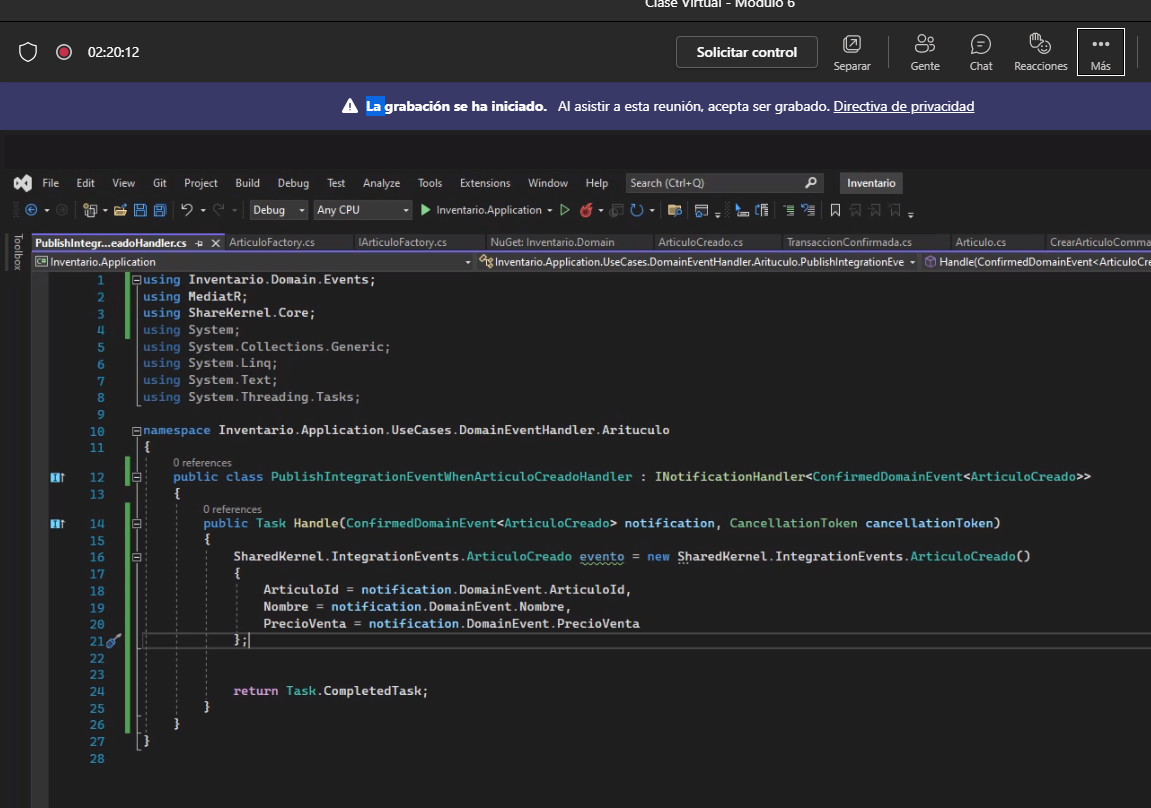 Clase Virtual - Modulo 6
02:20:12
Solicitar control
Separar
Gente
Chat
Reacciones
Más
La grabación se ha iniciado. Al asistir a esta reunión, acepta ser grabado. Directiva de privacidad
File Edit View Git Project Build Debug Test Analyze Tools Extensions Window Help Search (Ctrl+Q) Inventario
Debug Any CPU Inventario.Application
Toolbox
PublishIntegr...eadoHandler.cs ArticuloFactory.cs IArticuloFactory.cs NuGet: Inventario.Domain ArticuloCreado.cs TransaccionConfirmada.cs Articulo.cs CrearArticuloComma
Inventario.Application Inventario.Application.UseCases.DomainEventHandler.Arituculo.PublishIntegrationEve Handle(ConfirmedDomainEvent<ArticuloCre
1 using Inventario.Domain.Events;
2 using MediatR;
3 using ShareKernel.Core;
4 using System;
5 using System.Collections.Generic;
6 using System.Linq;
7 using System.Text;
8 using System.Threading.Tasks;
9
10 namespace Inventario.Application.UseCases.DomainEventHandler.Arituculo
11 {
0 references
12 public class PublishIntegrationEventWhenArticuloCreadoHandler : INotificationHandler<ConfirmedDomainEvent<ArticuloCreado>>
13 {
0 references
14 public Task Handle(ConfirmedDomainEvent<ArticuloCreado> notification, CancellationToken cancellationToken)
15 {
16 SharedKernel.IntegrationEvents.ArticuloCreado evento = new SharedKernel.IntegrationEvents.ArticuloCreado()
17 {
18 ArticuloId = notification.DomainEvent.ArticuloId,
19 Nombre = notification.DomainEvent.Nombre,
20 PrecioVenta = notification.DomainEvent.PrecioVenta
21 };
22
23
24 return Task.CompletedTask;
25 }
26 }
27 }
28